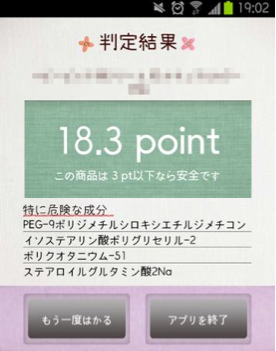 19:02
判定結果
18.3 point
この商品は 3 pt以下なら安全です
特に危険な成分
PEG-9ポリジメチルシロキシエチルジメチコン
イソステアリン酸ポリグリセリル-2
ポリクオタニウム-51
ステアロイルグルタミン酸2Na
もう一度はかる
アプリを終了